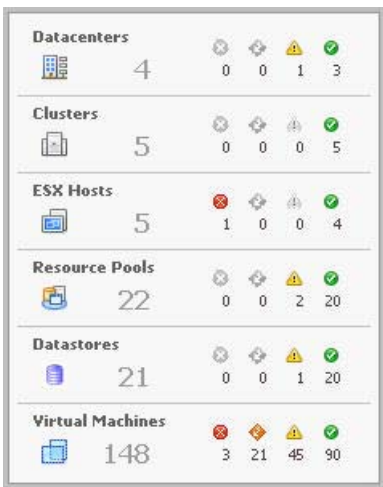 Datacenters
4 0 0 1 3
Clusters
5 0 0 0 5
ESX Hosts
5 1 0 0 4
Resource Pools
22 0 0 2 20
Datastores
21 0 0 1 20
Virtual Machines
148 3 21 45 90